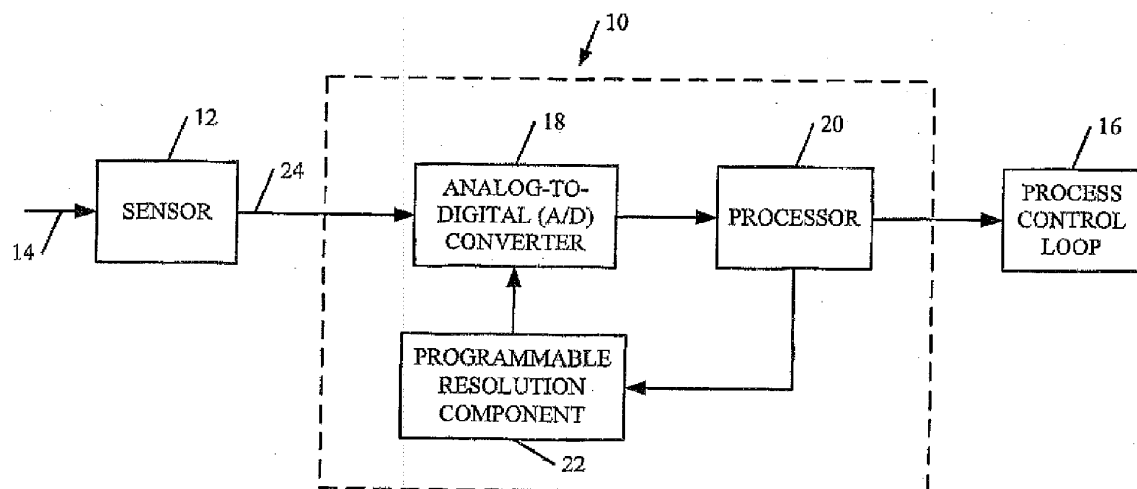 10
12
18
20
16
24
SENSOR
ANALOG-TO-
DIGITAL (A/D)
CONVERTER
PROCESSOR
PROCESS
CONTROL
LOOP
14
PROGRAMMABLE
RESOLUTION
COMPONENT
22